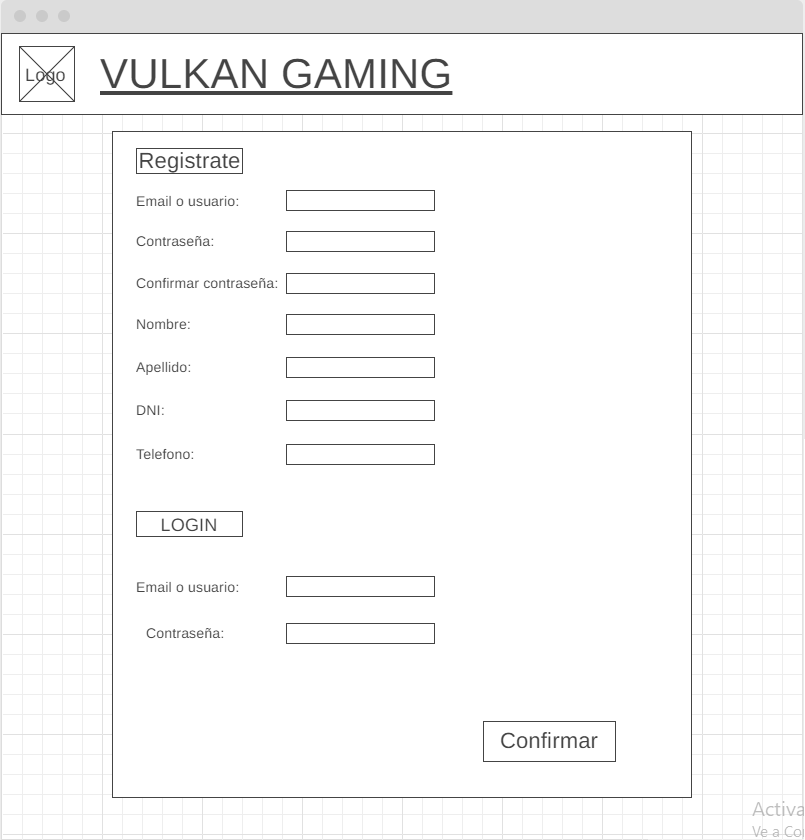 Logo
VULKAN GAMING
Registrate
Email o usuario:
Contraseña:
Confirmar contraseña:
Nombre:
Apellido:
DNI:
Telefono:
LOGIN
Email o usuario:
Contraseña:
Confirmar
Activa
Ve a Co